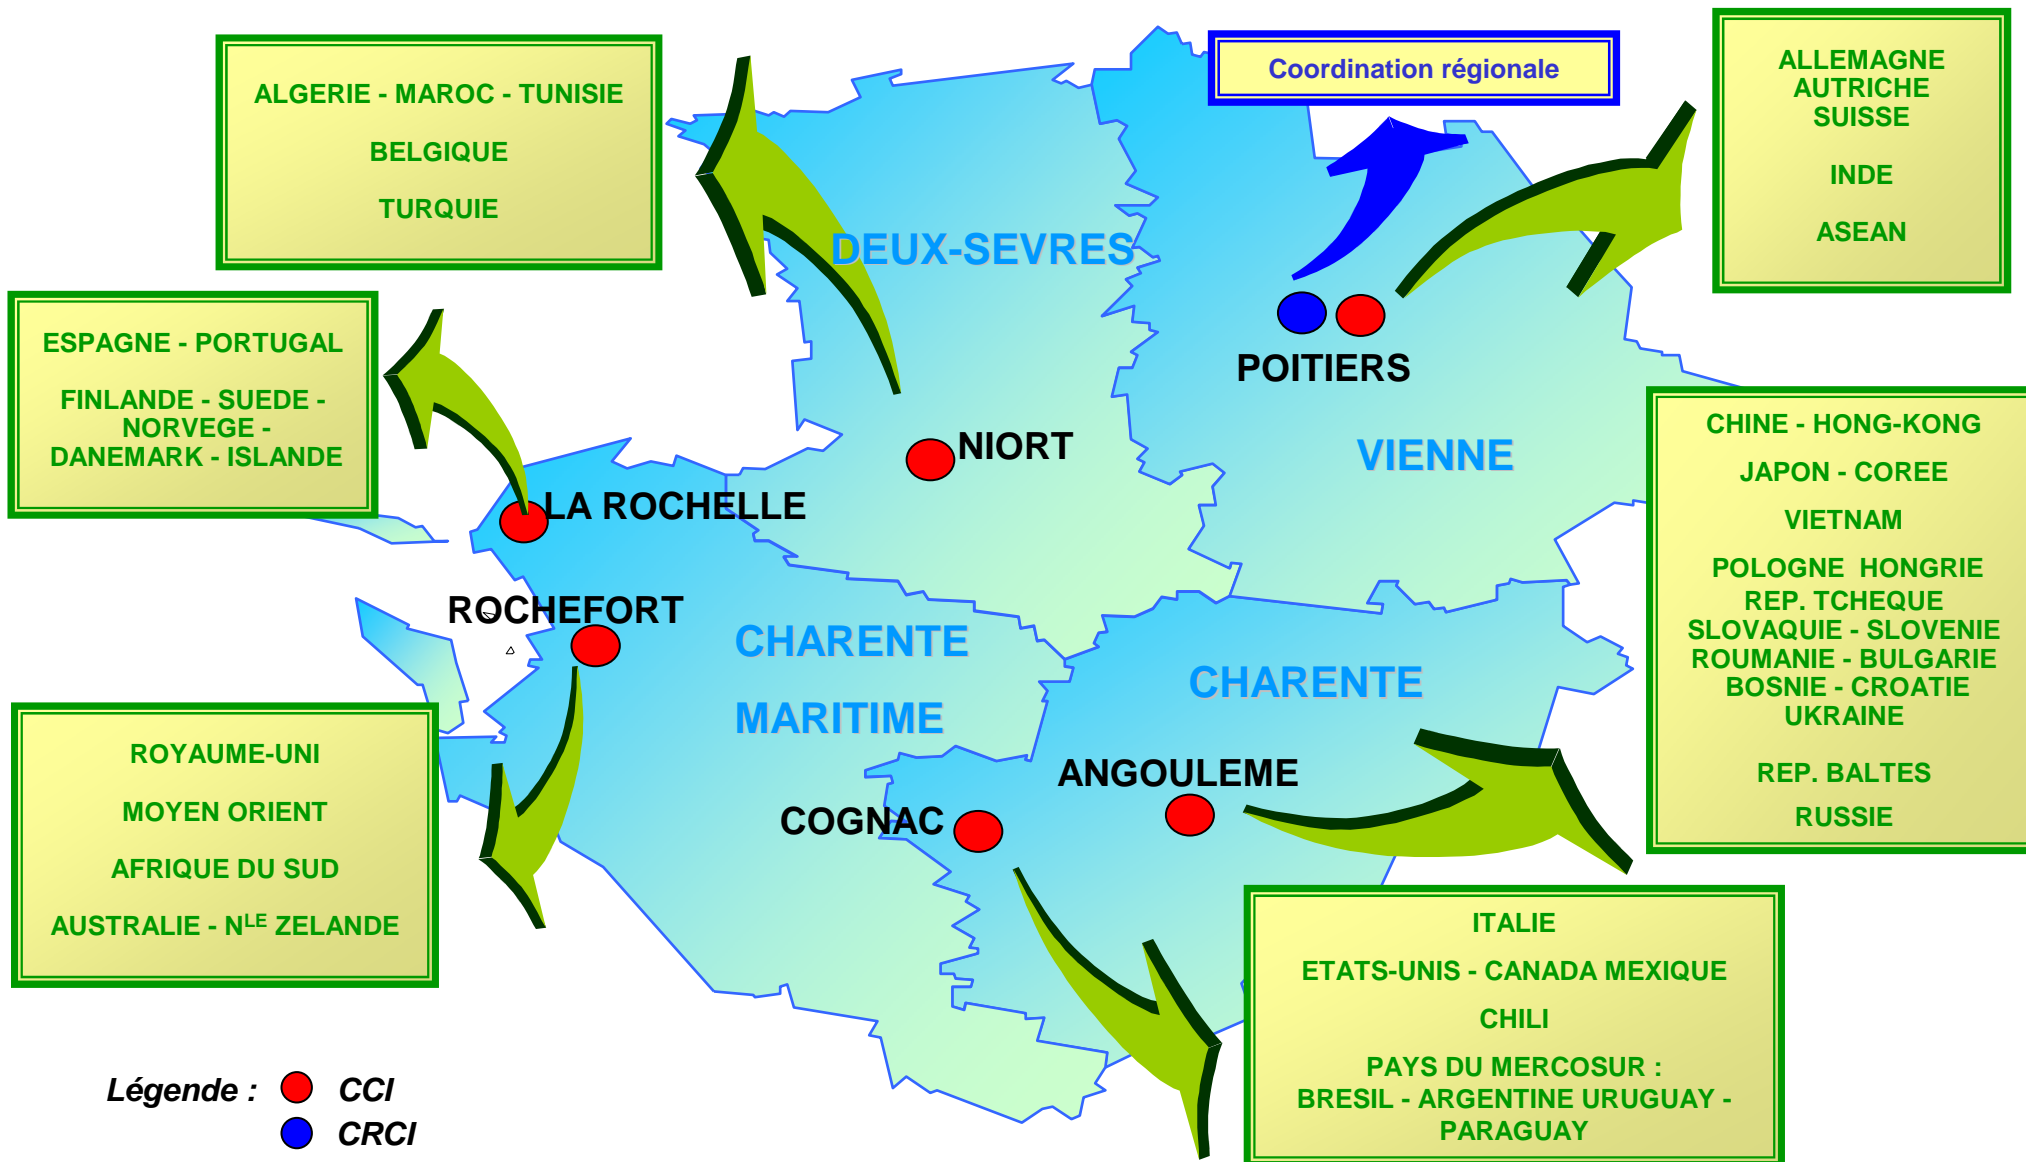 Coordination régionale
ALGERIE - MAROC - TUNISIE
BELGIQUE
TURQUIE
ALLEMAGNE
AUTRICHE
SUISSE
INDE
ASEAN
DEUX-SEVRES
ESPAGNE - PORTUGAL
FINLANDE - SUEDE -
NORVEGE -
DANEMARK - ISLANDE
POITIERS
NIORT
VIENNE
LA ROCHELLE
CHINE - HONG-KONG
JAPON - COREE
VIETNAM
POLOGNE HONGRIE
REP. TCHEQUE
SLOVAQUIE - SLOVENIE
ROUMANIE - BULGARIE
BOSNIE - CROATIE
UKRAINE
REP. BALTES
RUSSIE
ROCHEFORT
CHARENTE
MARITIME
CHARENTE
ROYAUME-UNI
MOYEN ORIENT
AFRIQUE DU SUD
AUSTRALIE - NLE ZELANDE
ANGOULEME
COGNAC
ITALIE
ETATS-UNIS - CANADA MEXIQUE
CHILI
PAYS DU MERCOSUR :
BRESIL - ARGENTINE URUGUAY -
PARAGUAY
Légende :
CCI
CRCI